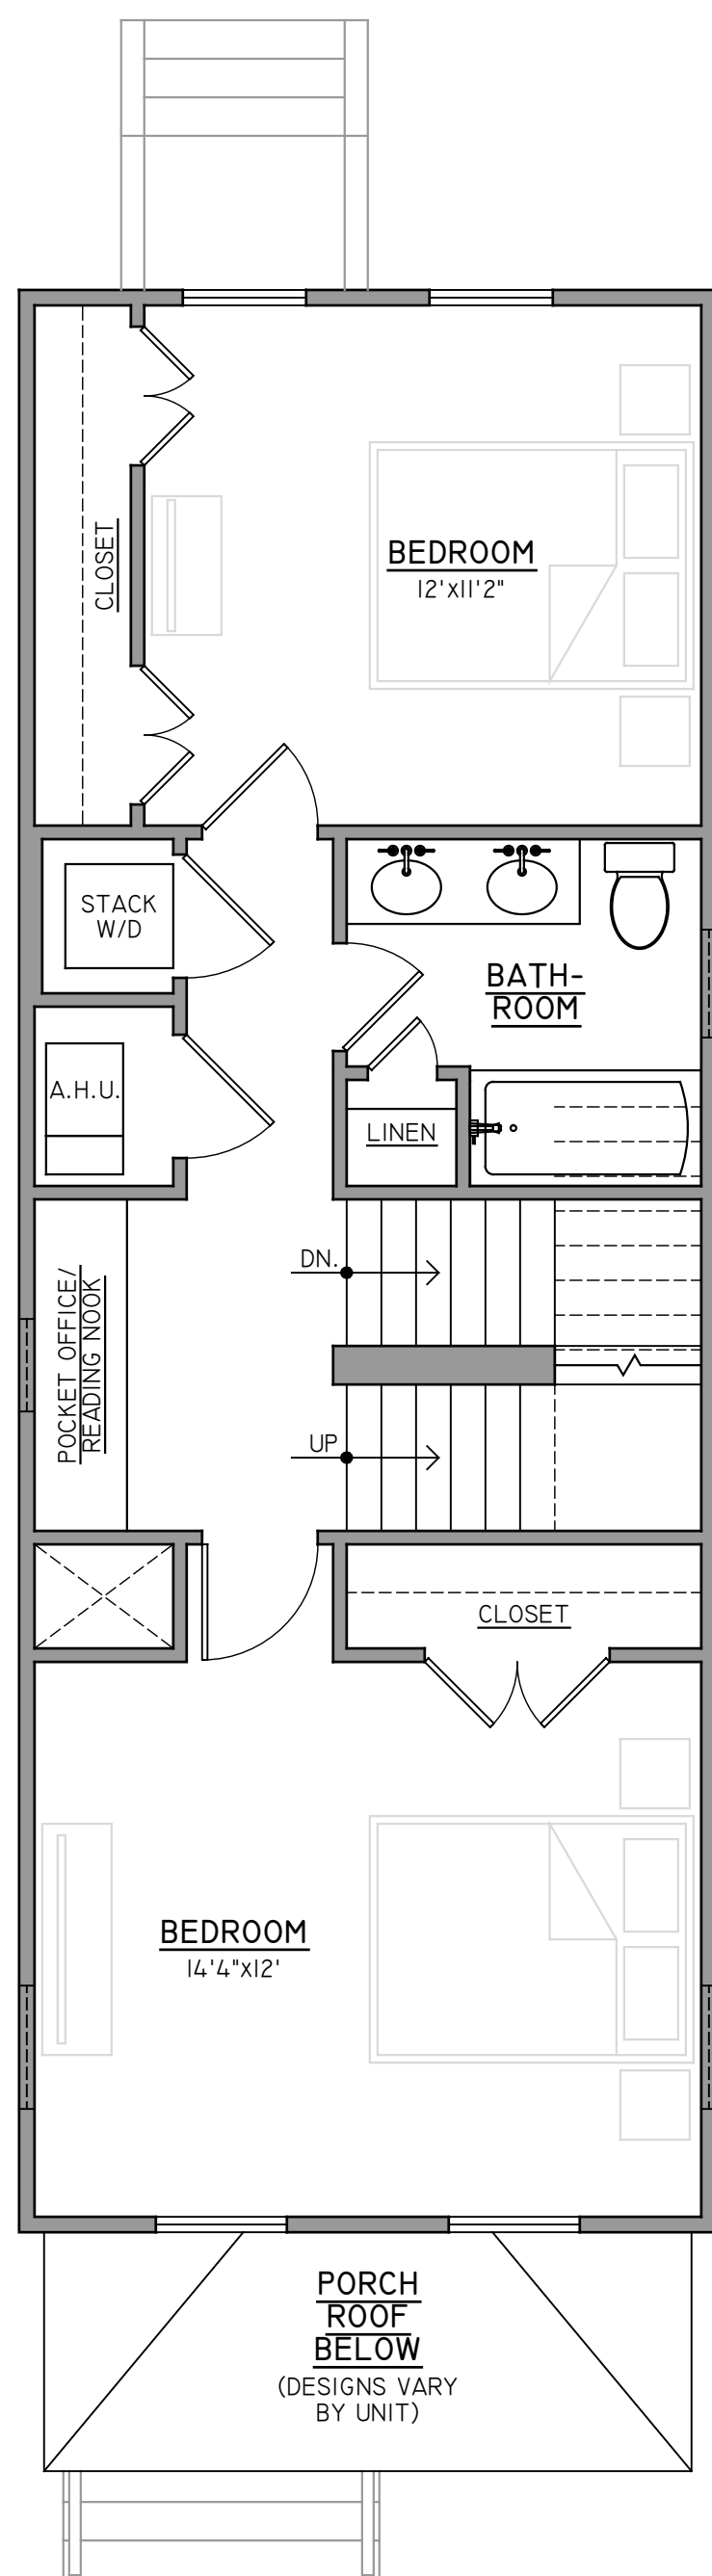 CLOSET
BEDROOM
12'x11'2"
STACK
W/D
BATH-
ROOM
A.H.U.
LINEN
DN.
POCKET OFFICE/
READING NOOK
UP
CLOSET
BEDROOM
14'4"x12'
PORCH
ROOF
BELOW
(DESIGNS VARY
BY UNIT)